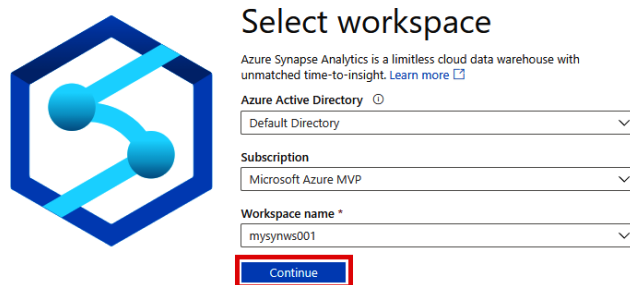 Select workspace
Azure Synapse Analytics is a limitless cloud data warehouse with
unmatched time-to-insight. Learn more
Azure Active Directory
Default Directory
Subscription
Microsoft Azure MVP
Workspace name *
mysynws001
Continue